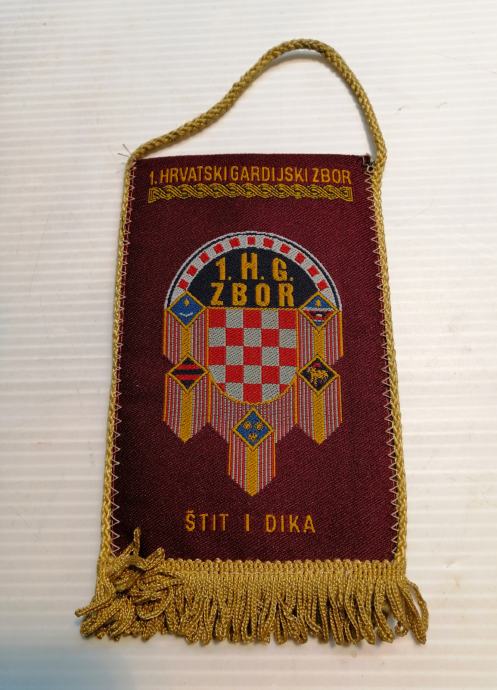 1. HRVATSKI GARDIJSKI ZBOR
1. H. G.
ZBOR
ŠTIT I DIKA